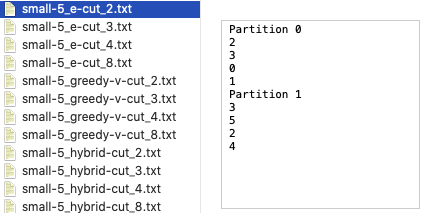 small-5_e-cut_2.txt
small-5_e-cut_3.txt
small-5_e-cut_4.txt
small-5_e-cut_8.txt
small-5_greedy-v-cut_2.txt
small-5_greedy-v-cut_3.txt
small-5_greedy-v-cut_4.txt
small-5_greedy-v-cut_8.txt
small-5_hybrid-cut_2.txt
small-5_hybrid-cut_3.txt
small-5_hybrid-cut_4.txt
small-5_hybrid-cut_8.txt
Partition 0
2
3
0
1
Partition 1
3
5
2
4